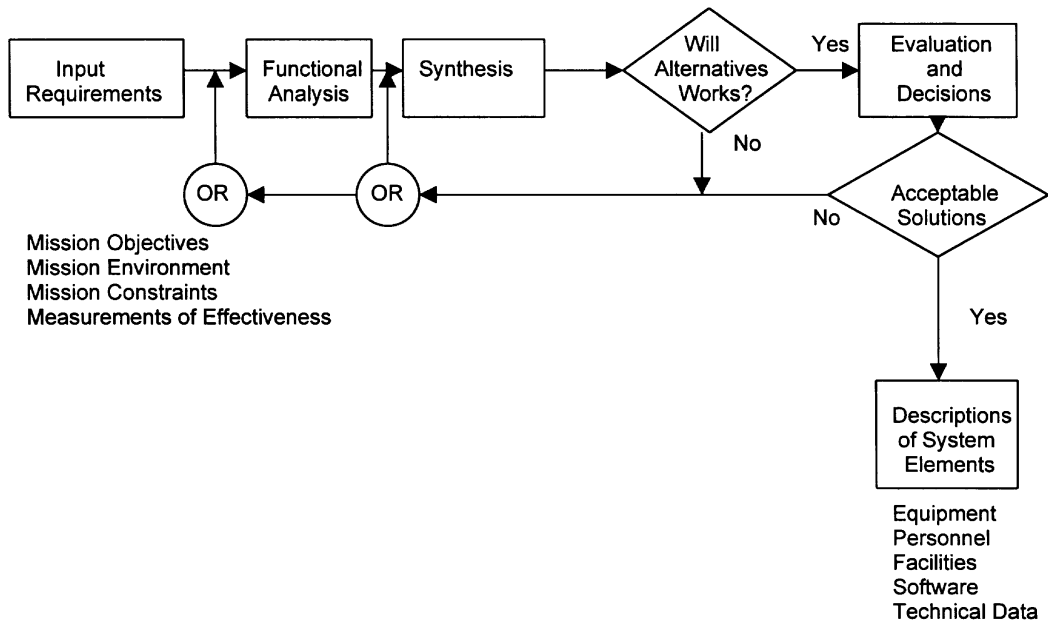 Input
Requirements
Functional
Analysis
Synthesis
Will
Alternatives
Works?
Yes
Evaluation
and
Decisions
No
OR
OR
No
Acceptable
Solutions
Mission Objectives
Mission Environment
Mission Constraints
Measurements of Effectiveness
Yes
Descriptions
of System
Elements
Equipment
Personnel
Facilities
Software
Technical Data